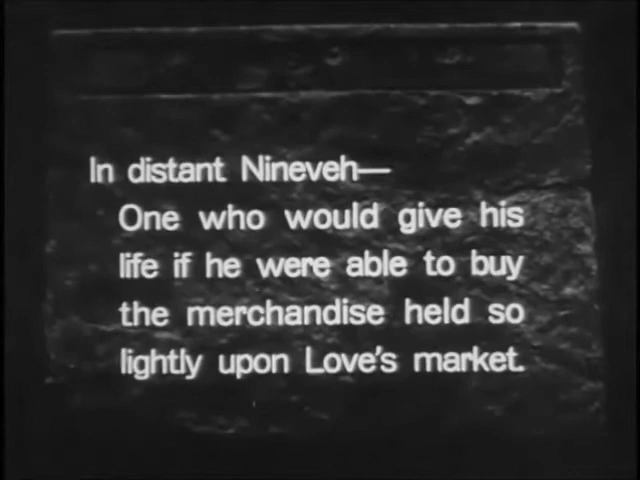 In distant Nineveh—
One who would give his
life if he were able to buy
the merchandise held so
lightly upon Love's market.